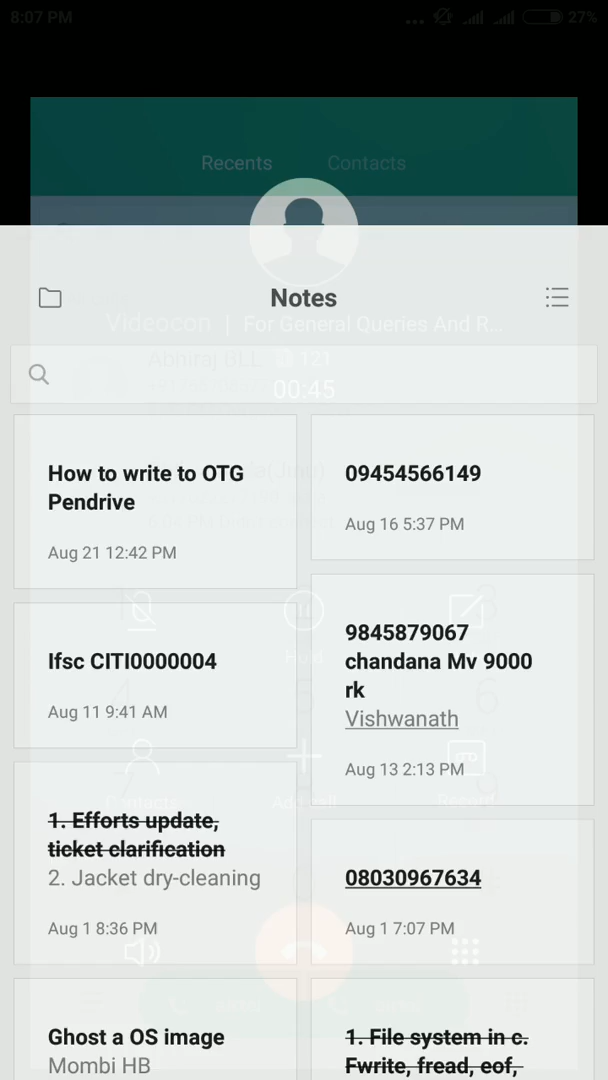 8:07 PM
27%
Recents
Contacts
Notes
Videocon | For General Queries And R...
121
00:45
How to write to OTG
Pendrive
Aug 21 12:42 PM
09454566149
Aug 16 5:37 PM
Ifsc CITI0000004
Aug 11 9:41 AM
9845879067
chandana Mv 9000
rk
Vishwanath
Aug 13 2:13 PM
1. Efforts update,
ticket clarification
2. Jacket dry-cleaning
Aug 1 8:36 PM
08030967634
Aug 1 7:07 PM
Ghost a OS image
Mombi HB
1. File system in c.
Fwrite, fread, eof,